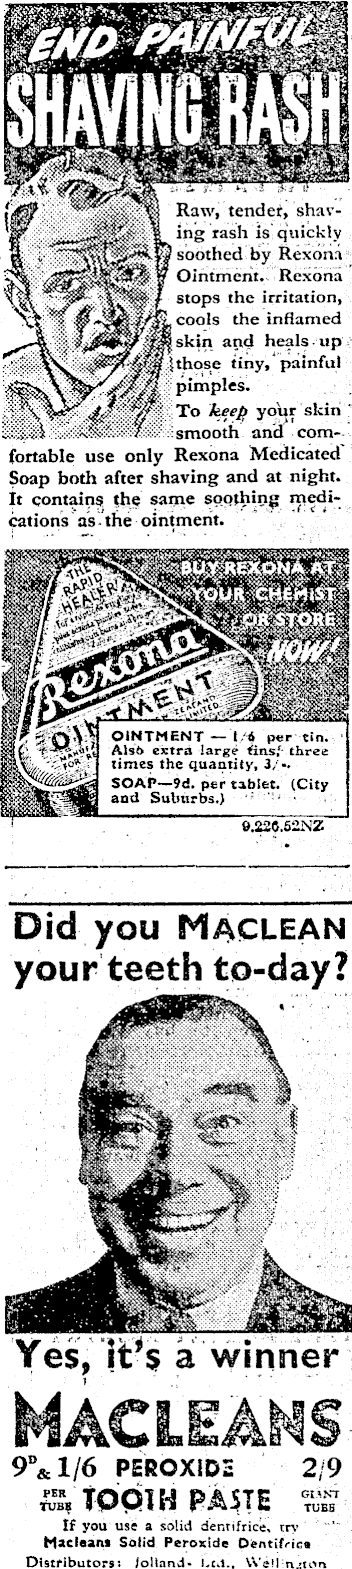 END PAINFUL
SHAVING RASH
Raw, tender, shav-
ing rash is quickly
soothed by Rexona
Ointment. Rexona
stops the irritation,
cools the inflamed
skin and heals up
those tiny, painful
pimples.
To keep your skin
smooth and com-
fortable use only Rexona Medicated
Soap both after shaving and at night.
It contains the same soothing medi-
cations as the ointment.
THE
RAPID
HEALER
Rexona
OINTMENT
BUY REXONA AT
YOUR CHEMIST
OR STORE
NOW!
OINTMENT — 1/6 per tin.
Also extra large tins, three
times the quantity, 3/-.
SOAP—9d. per tablet. (City
and Suburbs.)
9.226.52NZ
Did you MACLEAN
your teeth to-day?
Yes, it's a winner
MACLEANS
9D & 1/6 PEROXIDE 2/9
PER TUBE TOOTH PASTE GIANT TUBE
If you use a solid dentifrice, try
Macleans Solid Peroxide Dentifrice
Distributors: Jolland- Ltd., Wellington